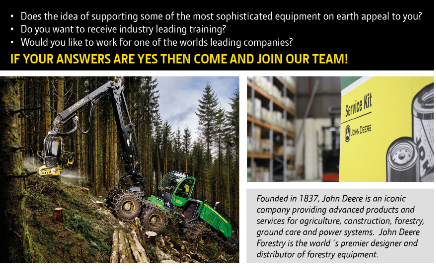 • Does the idea of supporting some of the most sophisticated equipment on earth appeal to you?
• Do you want to receive industry leading training?
• Would you like to work for one of the worlds leading companies?
IF YOUR ANSWERS ARE YES THEN COME AND JOIN OUR TEAM!
Service Kit
JOHN DEERE
Founded in 1837, John Deere is an iconic
company providing advanced products and
services for agriculture, construction, forestry,
ground care and power systems. John Deere
Forestry is the world ´s premier designer and
distributor of forestry equipment.